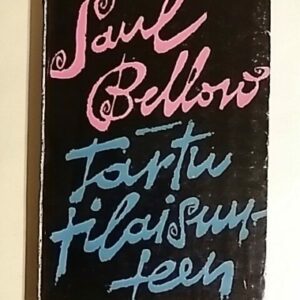 Saul
Bellow
–
Tartu
tilaisuu-
teen